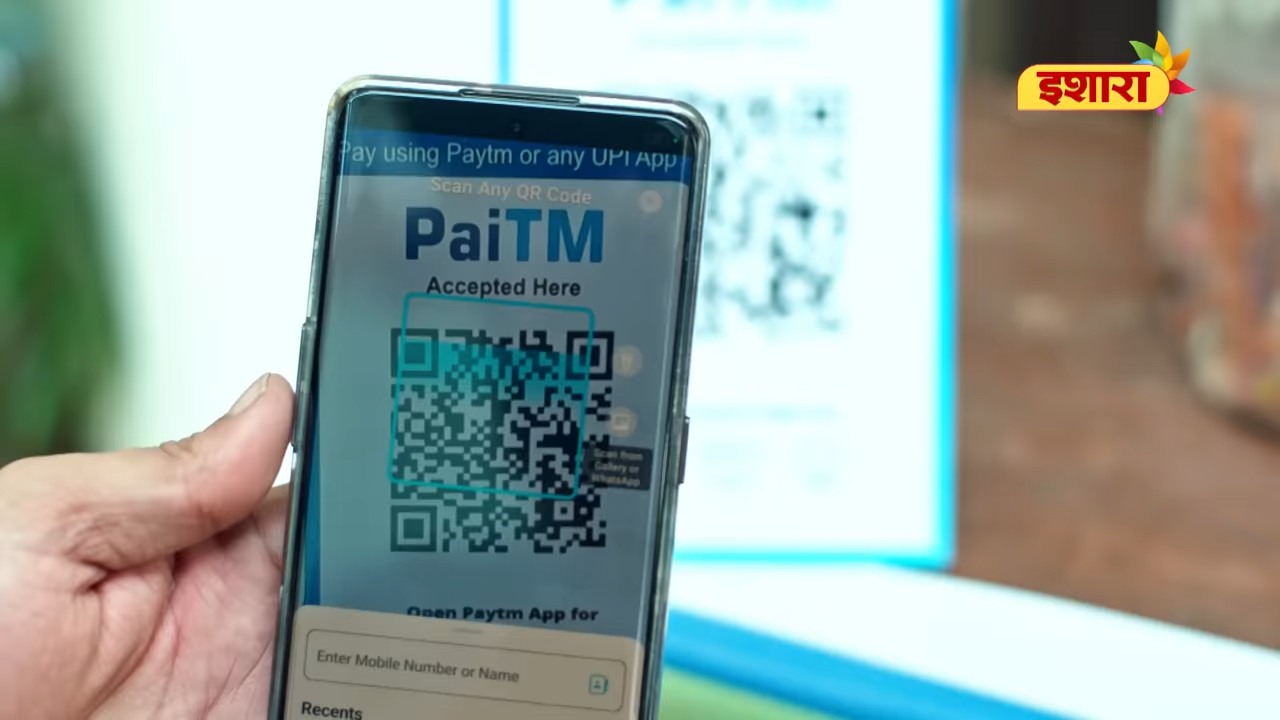 इशारा
Pay using Paytm or any UPI App
Scan Any QR Code
PaiTM
Accepted Here
Scan from
Gallery or
WhatsApp
Open Paytm App for
Enter Mobile Number or Name
Recents